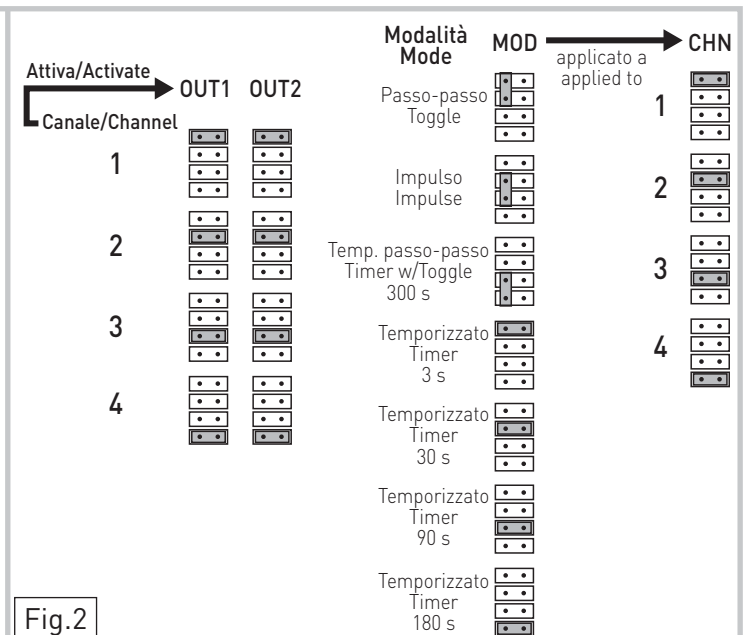 Attiva/Activate
OUT1 OUT2
Canale/Channel
1
2
3
4
Modalità
Mode
MOD
applicato a
applied to
CHN
Passo-passo
Toggle
Impulso
Impulse
Temp. passo-passo
Timer w/Toggle
300 s
Temporizzato
Timer
3 s
Temporizzato
Timer
30 s
Temporizzato
Timer
90 s
Temporizzato
Timer
180 s
1
2
3
4
Fig.2